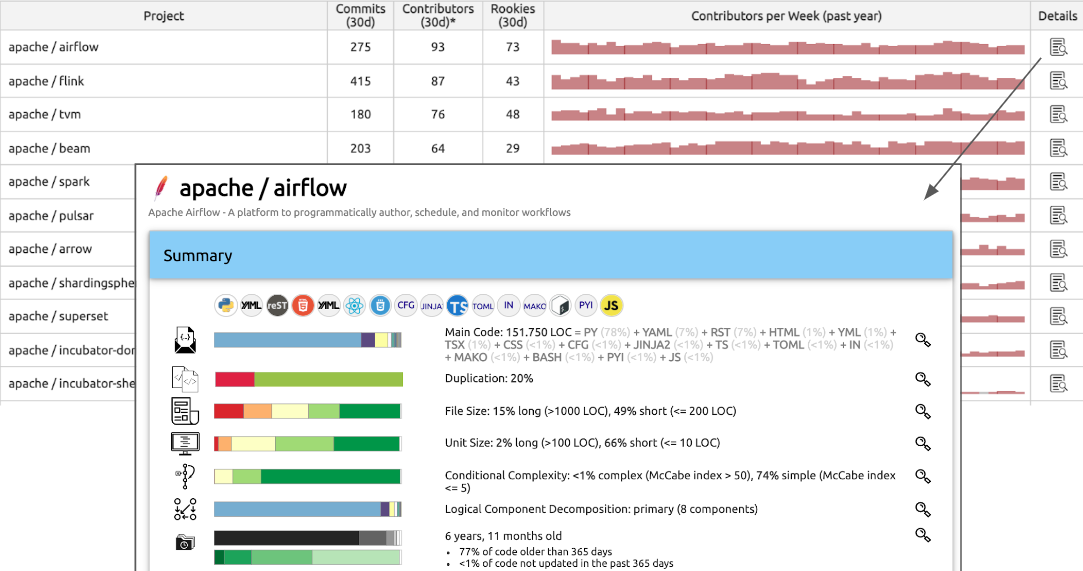 Project Commits (30d) Contributors (30d)* Rookies (30d) Contributors per Week (past year) Details
apache / airflow 275 93 73
apache / flink 415 87 43
apache / tvm 180 76 48
apache / beam 203 64 29
apache / spark
apache / pulsar
apache / arrow
apache / shardingsphe
apache / superset
apache / incubator-dor
apache / incubator-she
apache / airflow
Apache Airflow - A platform to programmatically author, schedule, and monitor workflows
Summary
YAML reST YAML CFG JINJA TS TOML IN MAKO PYI JS
Main Code: 151.750 LOC = PY (78%) + YAML (7%) + RST (7%) + HTML (1%) + YML (1%) +
TSX (1%) + CSS (<1%) + CFG (<1%) + JINJA2 (<1%) + TS (<1%) + TOML (<1%) + IN (<1%)
+ MAKO (<1%) + BASH (<1%) + PYI (<1%) + JS (<1%)
Duplication: 20%
File Size: 15% long (>1000 LOC), 49% short (<= 200 LOC)
Unit Size: 2% long (>100 LOC), 66% short (<= 10 LOC)
Conditional Complexity: <1% complex (McCabe index > 50), 74% simple (McCabe index
<= 5)
Logical Component Decomposition: primary (8 components)
6 years, 11 months old
• 77% of code older than 365 days
• <1% of code not updated in the past 365 days